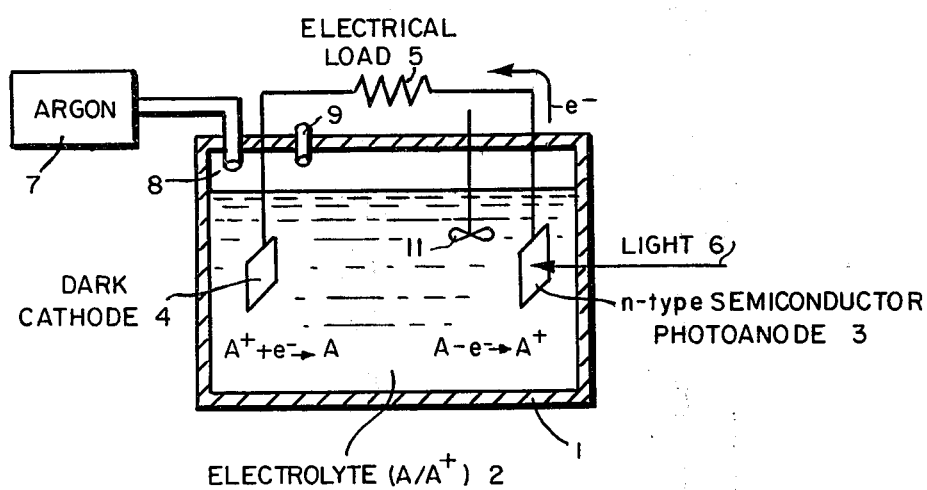 ELECTRICAL
LOAD 5
e⁻
ARGON
7
8
9
11
LIGHT 6
DARK
CATHODE 4
n-type SEMICONDUCTOR
PHOTOANODE 3
A⁺+e⁻→A
A-e⁻→A⁺
1
ELECTROLYTE (A/A⁺) 2